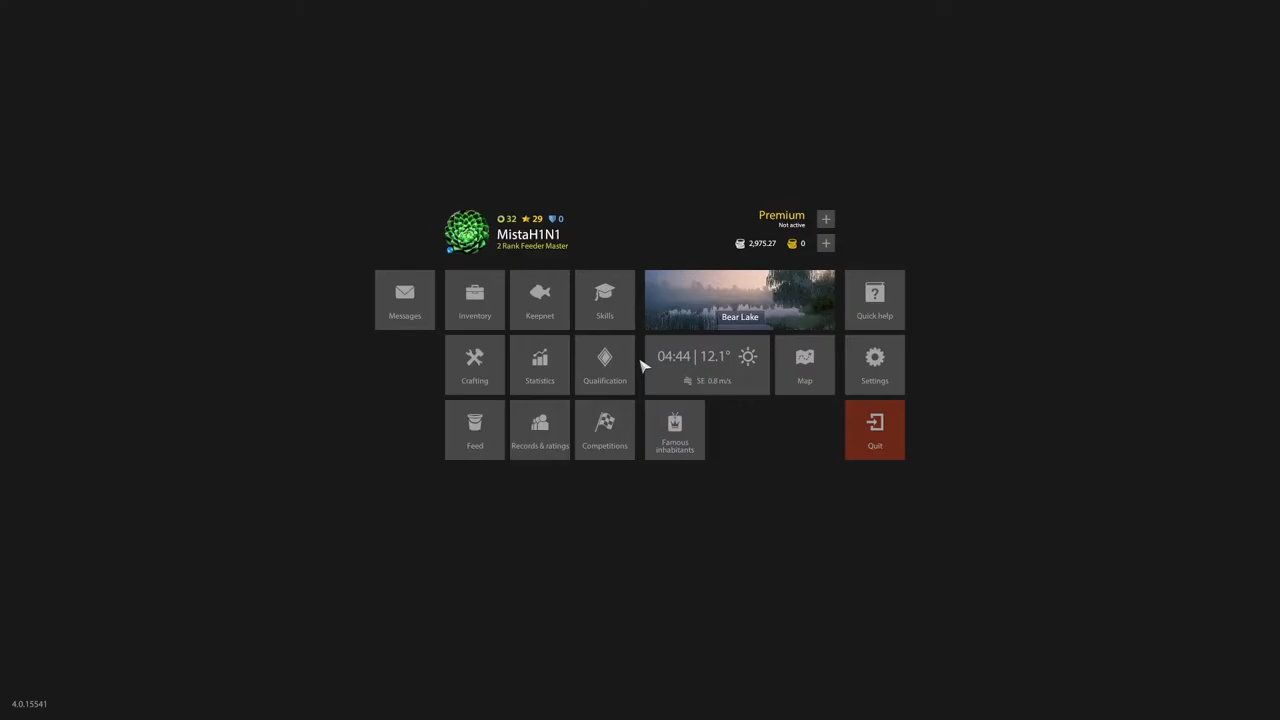 32 29 0
MistaH1N1
2 Rank Feeder Master
Premium
Not active
2,975.27 0
Messages
Inventory
Keepnet
Skills
Bear Lake
Quick help
Crafting
Statistics
Qualification
04:44 | 12.1°
SE 0.8 m/s
Map
Settings
Feed
Records & ratings
Competitions
Famous
inhabitants
Quit
4.0.15541